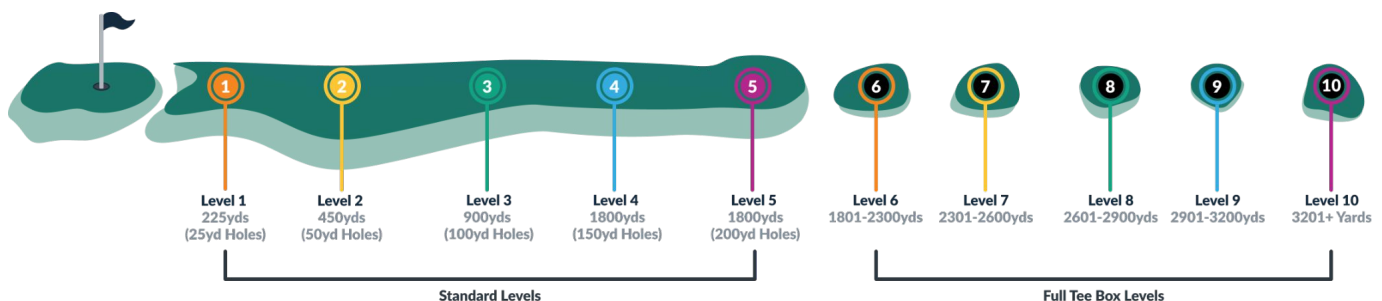 1
2
3
4
5
6
7
8
9
10
Level 1
225yds
(25yd Holes)
Level 2
450yds
(50yd Holes)
Level 3
900yds
(100yd Holes)
Level 4
1800yds
(150yd Holes)
Level 5
1800yds
(200yd Holes)
Level 6
1801-2300yds
Level 7
2301-2600yds
Level 8
2601-2900yds
Level 9
2901-3200yds
Level 10
3201+ Yards
Standard Levels
Full Tee Box Levels